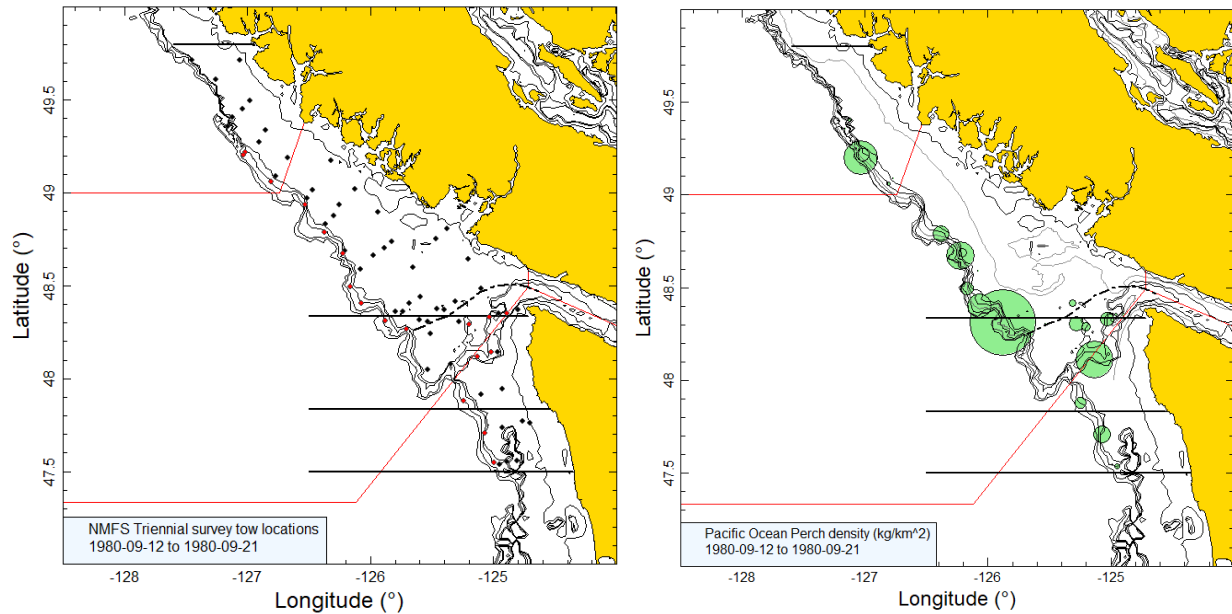 49.5
49
48.5
48
47.5
Latitude (°)
-128
-127
-126
-125
Longitude (°)
NMFS Triennial survey tow locations
1980-09-12 to 1980-09-21
49.5
49
48.5
48
47.5
Latitude (°)
-128
-127
-126
-125
Longitude (°)
Pacific Ocean Perch density (kg/km^2)
1980-09-12 to 1980-09-21